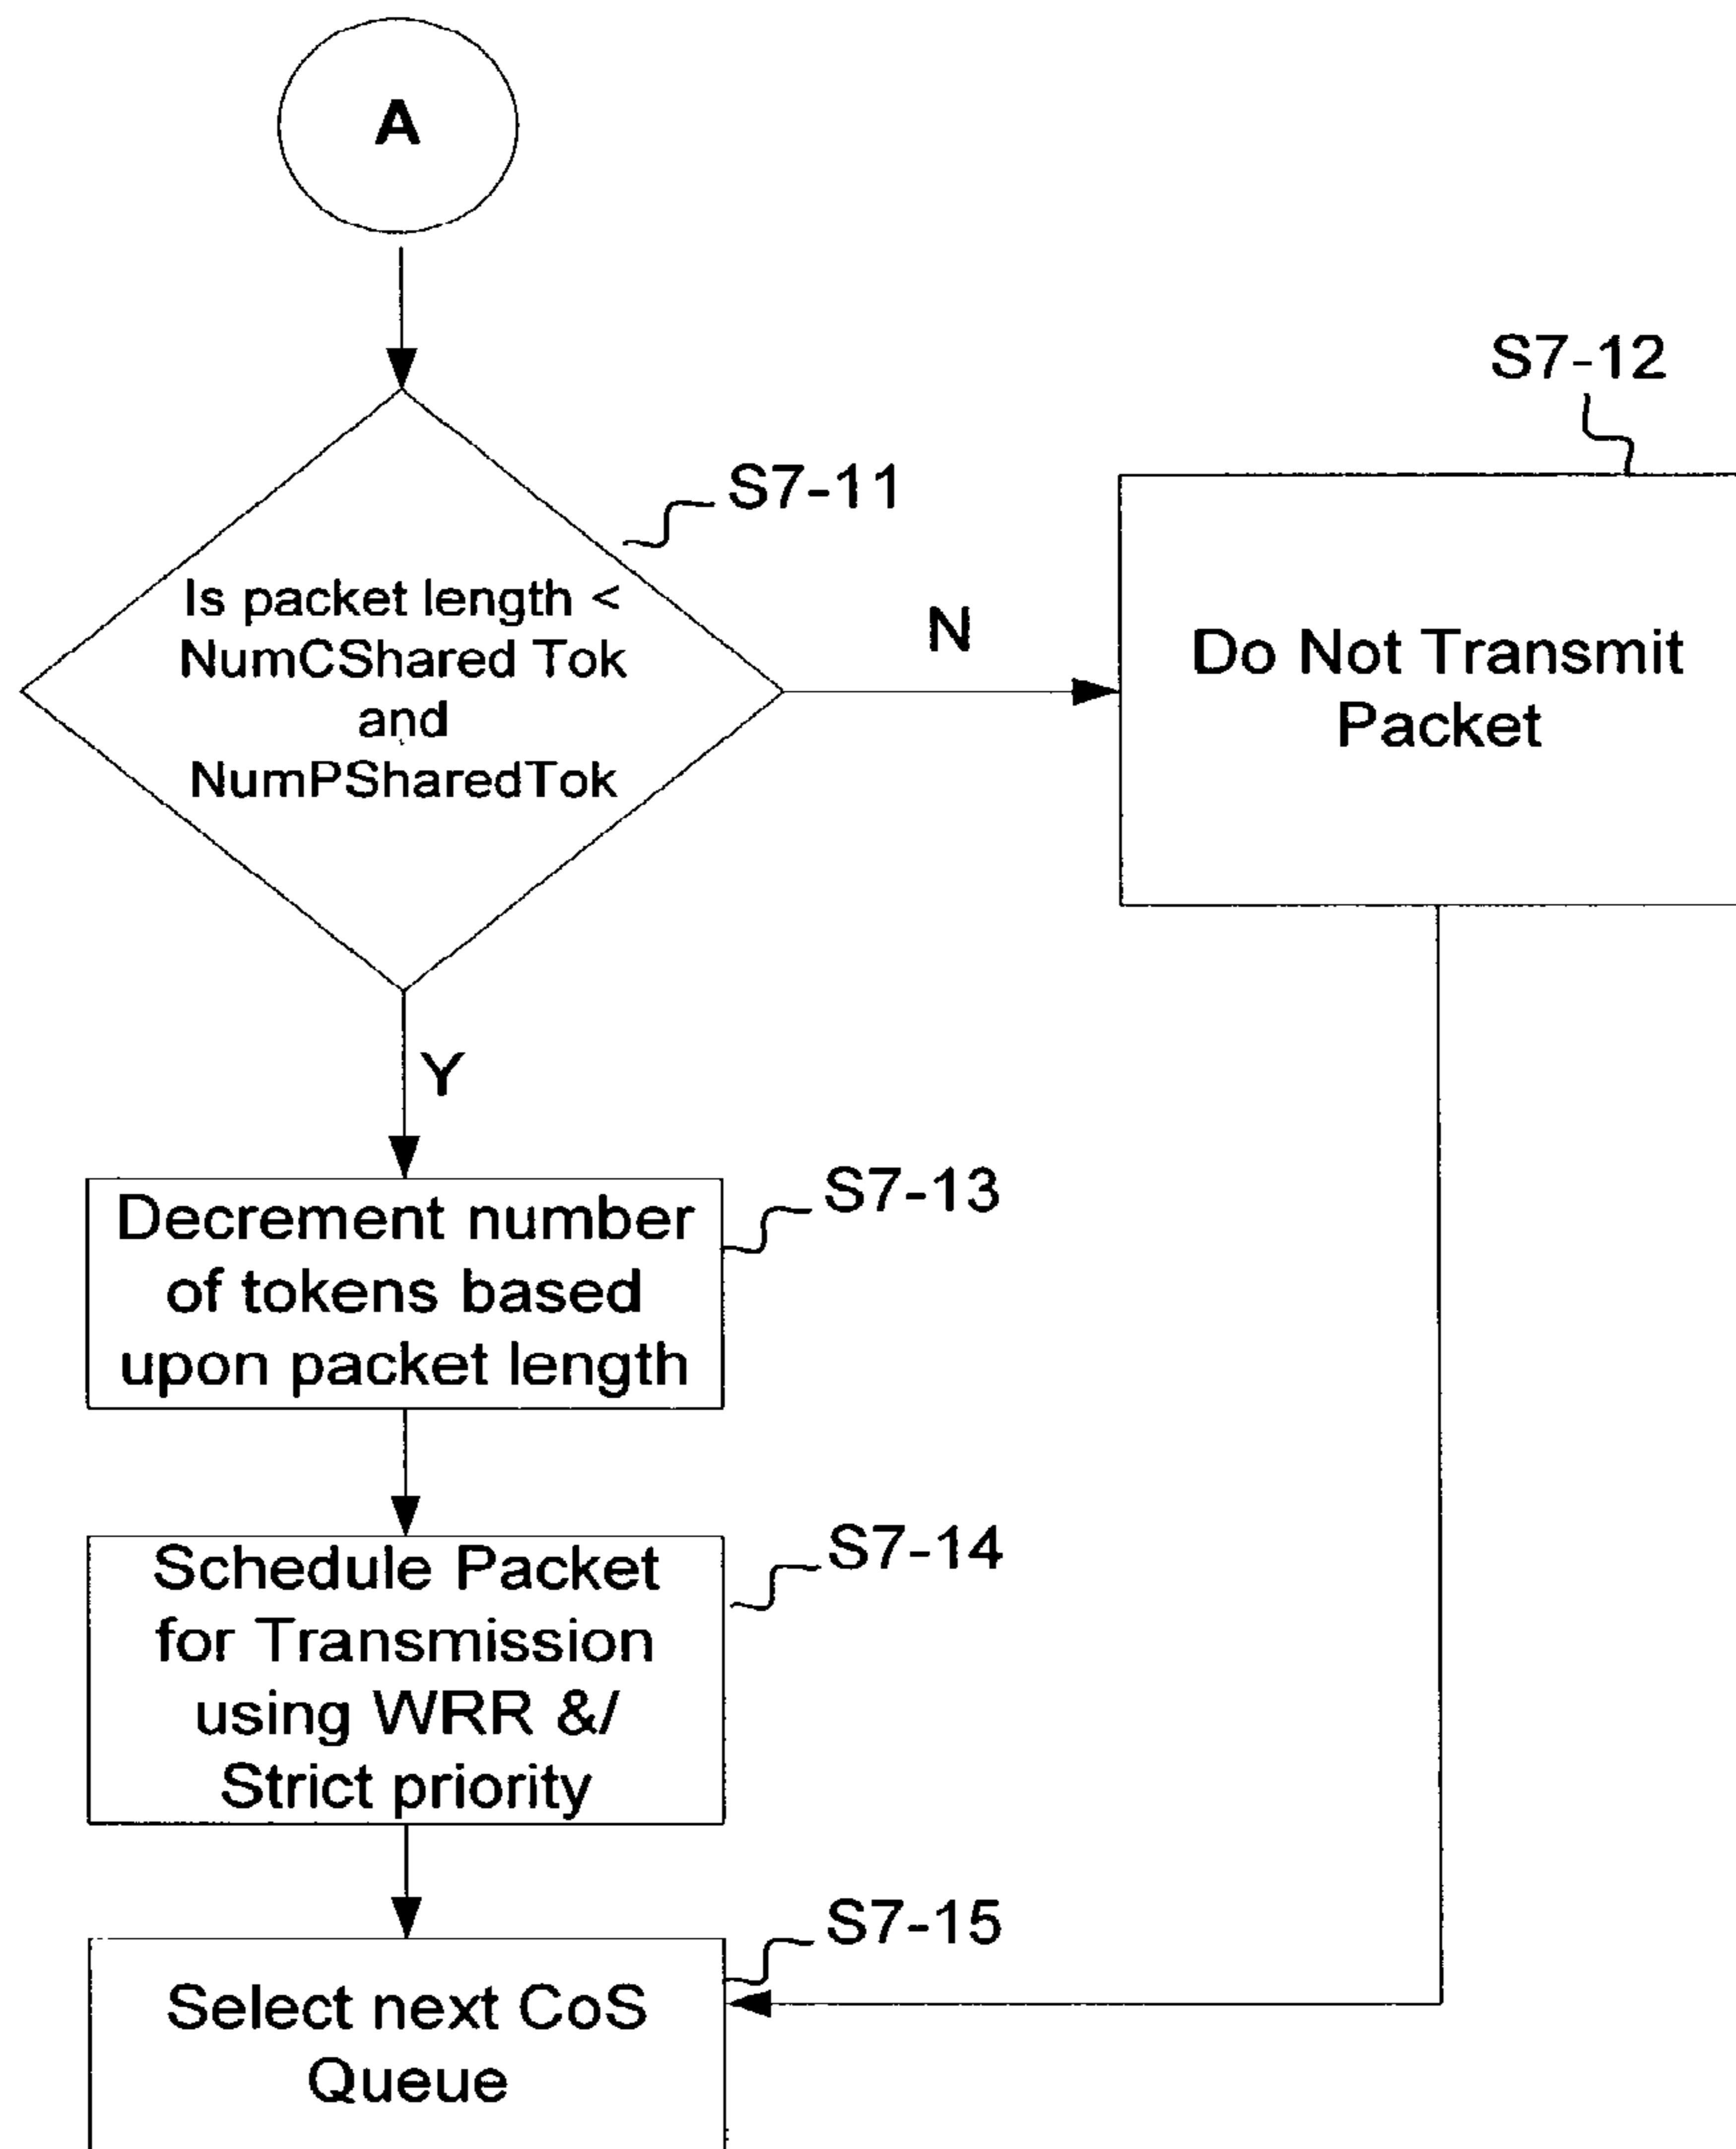 A
S7-11
Is packet length <
NumCShared Tok
and
NumPSharedTok
N
S7-12
Do Not Transmit
Packet
Y
S7-13
Decrement number
of tokens based
upon packet length
S7-14
Schedule Packet
for Transmission
using WRR &/
Strict priority
S7-15
Select next CoS
Queue